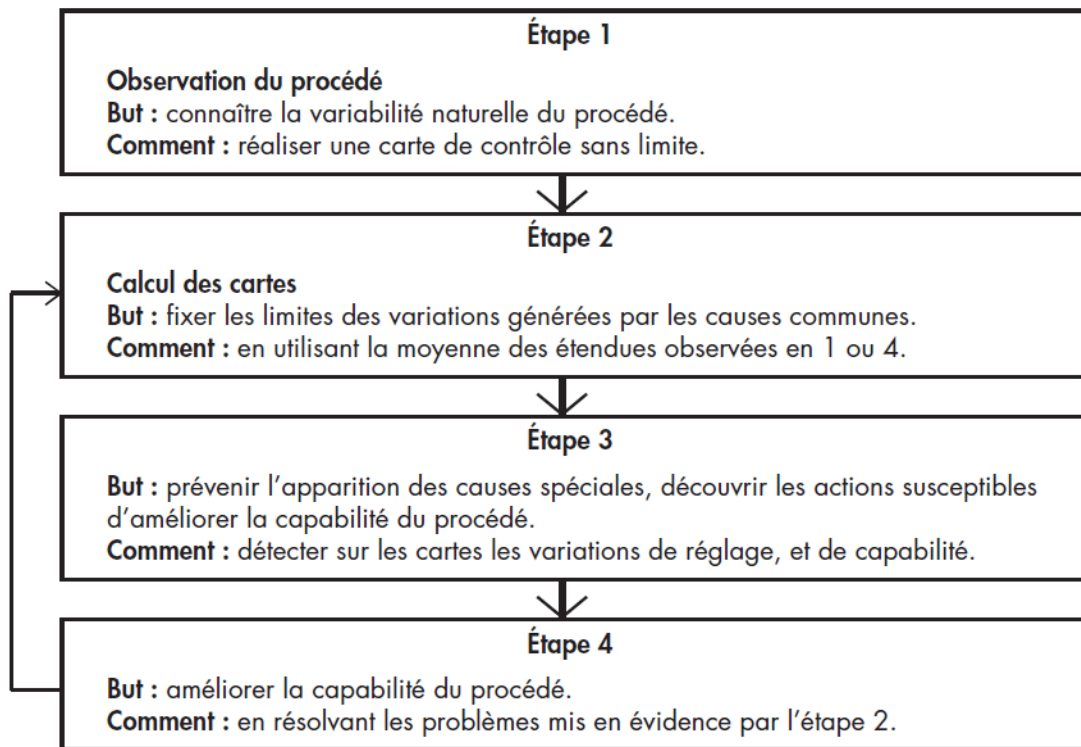 Étape 1
Observation du procédé
But : connaître la variabilité naturelle du procédé.
Comment : réaliser une carte de contrôle sans limite.
Étape 2
Calcul des cartes
But : fixer les limites des variations générées par les causes communes.
Comment : en utilisant la moyenne des étendues observées en 1 ou 4.
Étape 3
But : prévenir l’apparition des causes spéciales, découvrir les actions susceptibles
d’améliorer la capabilité du procédé.
Comment : détecter sur les cartes les variations de réglage, et de capabilité.
Étape 4
But : améliorer la capabilité du procédé.
Comment : en résolvant les problèmes mis en évidence par l’étape 2.